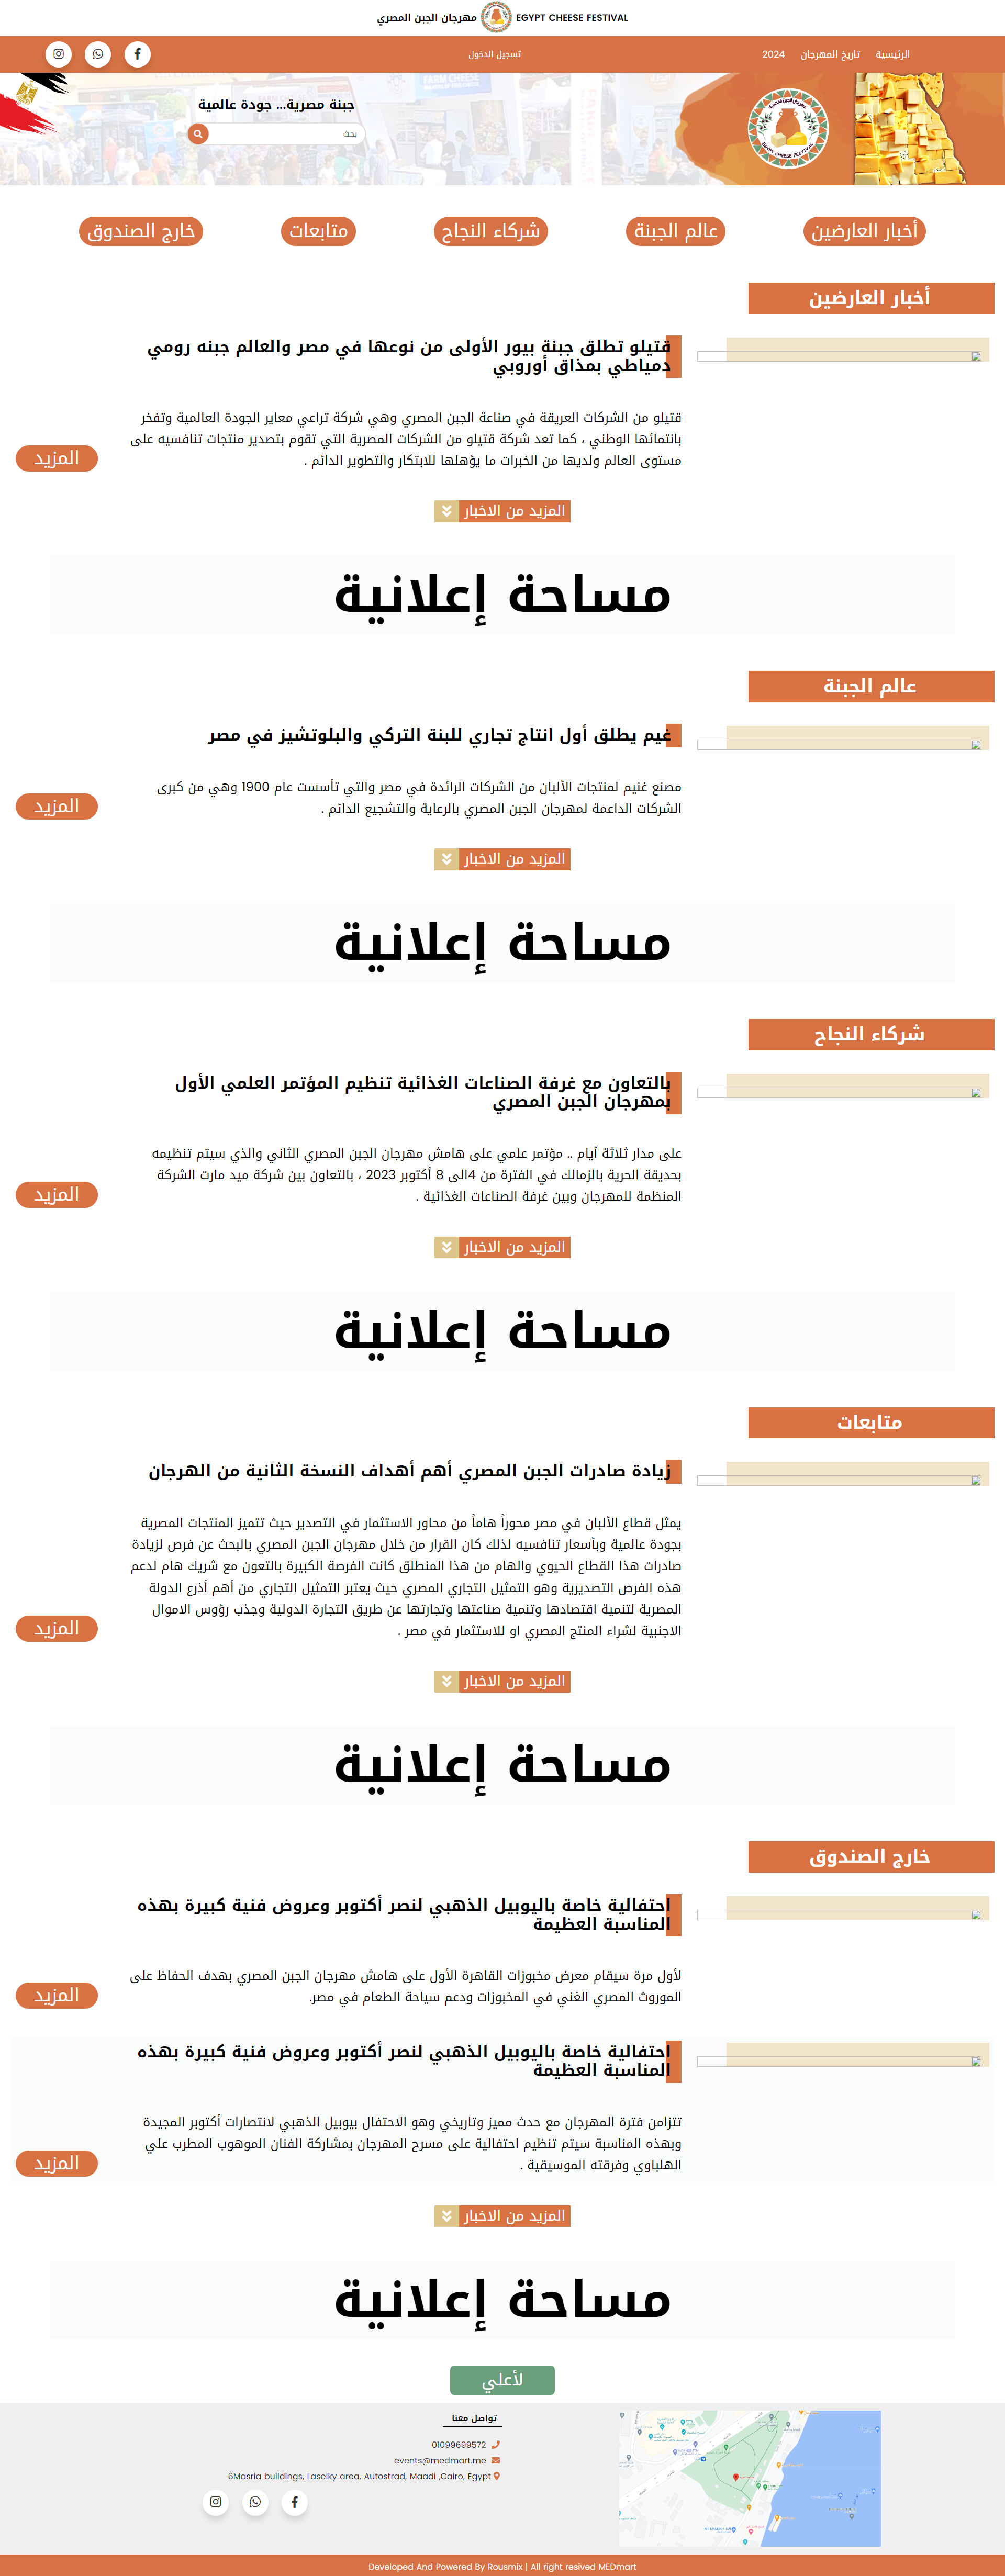 مهرجان الجبن المصري EGYPT CHEESE FESTIVAL
الرئيسية تاريخ المهرجان 2024
تسجيل الدخول
جبنة مصرية... جودة عالمية
بحث
مهرجان الجبن المصري
EGYPT CHEESE FESTIVAL
أخبار العارضين
عالم الجبنة
شركاء النجاح
متابعات
خارج الصندوق
أخبار العارضين
قتيلو تطلق جبنة بيور الأولى من نوعها في مصر والعالم جبنه رومي
دمياطي بمذاق أوروبي
قتيلو من الشركات العريقة في صناعة الجبن المصري وهي شركة تراعي معاير الجودة العالمية وتفخر
بانتمائها الوطني ، كما تعد شركة قتيلو من الشركات المصرية التي تقوم بتصدير منتجات تنافسيه على
مستوى العالم ولديها من الخبرات ما يؤهلها للابتكار والتطوير الدائم .
المزيد
المزيد من الاخبار
مساحة إعلانية
عالم الجبنة
غيم يطلق أول انتاج تجاري للبنة التركي والبلوتشيز في مصر
مصنع غنيم لمنتجات الألبان من الشركات الرائدة في مصر والتي تأسست عام 1900 وهي من كبرى
الشركات الداعمة لمهرجان الجبن المصري بالرعاية والتشجيع الدائم .
المزيد
المزيد من الاخبار
مساحة إعلانية
شركاء النجاح
بالتعاون مع غرفة الصناعات الغذائية تنظيم المؤتمر العلمي الأول
بمهرجان الجبن المصري
على مدار ثلاثة أيام .. مؤتمر علمي على هامش مهرجان الجبن المصري الثاني والذي سيتم تنظيمه
بحديقة الحرية بالزمالك في الفترة من 4الى 8 أكتوبر 2023 ، بالتعاون بين شركة ميد مارت الشركة
المنظمة للمهرجان وبين غرفة الصناعات الغذائية .
المزيد
المزيد من الاخبار
مساحة إعلانية
متابعات
زيادة صادرات الجبن المصري أهم أهداف النسخة الثانية من الهرجان
يمثل قطاع الألبان في مصر محوراً هاماً من محاور الاستثمار في التصدير حيث تتميز المنتجات المصرية
بجودة عالمية وبأسعار تنافسيه لذلك كان القرار من خلال مهرجان الجبن المصري بالبحث عن فرص لزيادة
صادرات هذا القطاع الحيوي والهام من هذا المنطلق كانت الفرصة الكبيرة بالتعون مع شريك هام لدعم
هذه الفرص التصديرية وهو التمثيل التجاري المصري حيث يعتبر التمثيل التجاري من أهم أذرع الدولة
المصرية لتنمية اقتصادها وتنمية صناعتها وتجارتها عن طريق التجارة الدولية وجذب رؤوس الاموال
الاجنبية لشراء المنتج المصري او للاستثمار في مصر .
المزيد
المزيد من الاخبار
مساحة إعلانية
خارج الصندوق
احتفالية خاصة باليوبيل الذهبي لنصر أكتوبر وعروض فنية كبيرة بهذه
المناسبة العظيمة
لأول مرة سيقام معرض مخبوزات القاهرة الأول على هامش مهرجان الجبن المصري بهدف الحفاظ على
الموروث المصري الغني في المخبوزات ودعم سياحة الطعام في مصر.
المزيد
احتفالية خاصة باليوبيل الذهبي لنصر أكتوبر وعروض فنية كبيرة بهذه
المناسبة العظيمة
تتزامن فترة المهرجان مع حدث مميز وتاريخي وهو الاحتفال بيوبيل الذهبي لانتصارات أكتوبر المجيدة
وبهذه المناسبة سيتم تنظيم احتفالية على مسرح المهرجان بمشاركة الفنان الموهوب المطرب علي
الهلباوي وفرقته الموسيقية .
المزيد
المزيد من الاخبار
مساحة إعلانية
لأعلي
تواصل معنا
01099699572
events@medmart.me
6Masria buildings, Laselky area, Autostrad, Maadi ,Cairo, Egypt
Developed And Powered By Rousmix | All right resived MEDmart